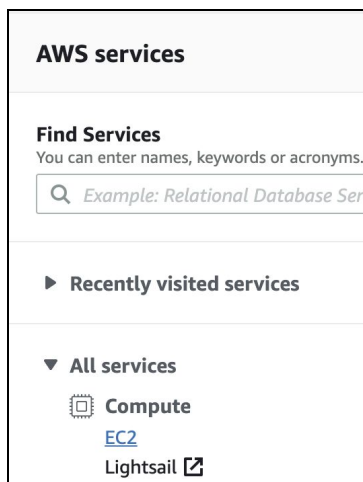 AWS services
Find Services
You can enter names, keywords or acronyms.
Example: Relational Database Ser
Recently visited services
All services
Compute
EC2
Lightsail